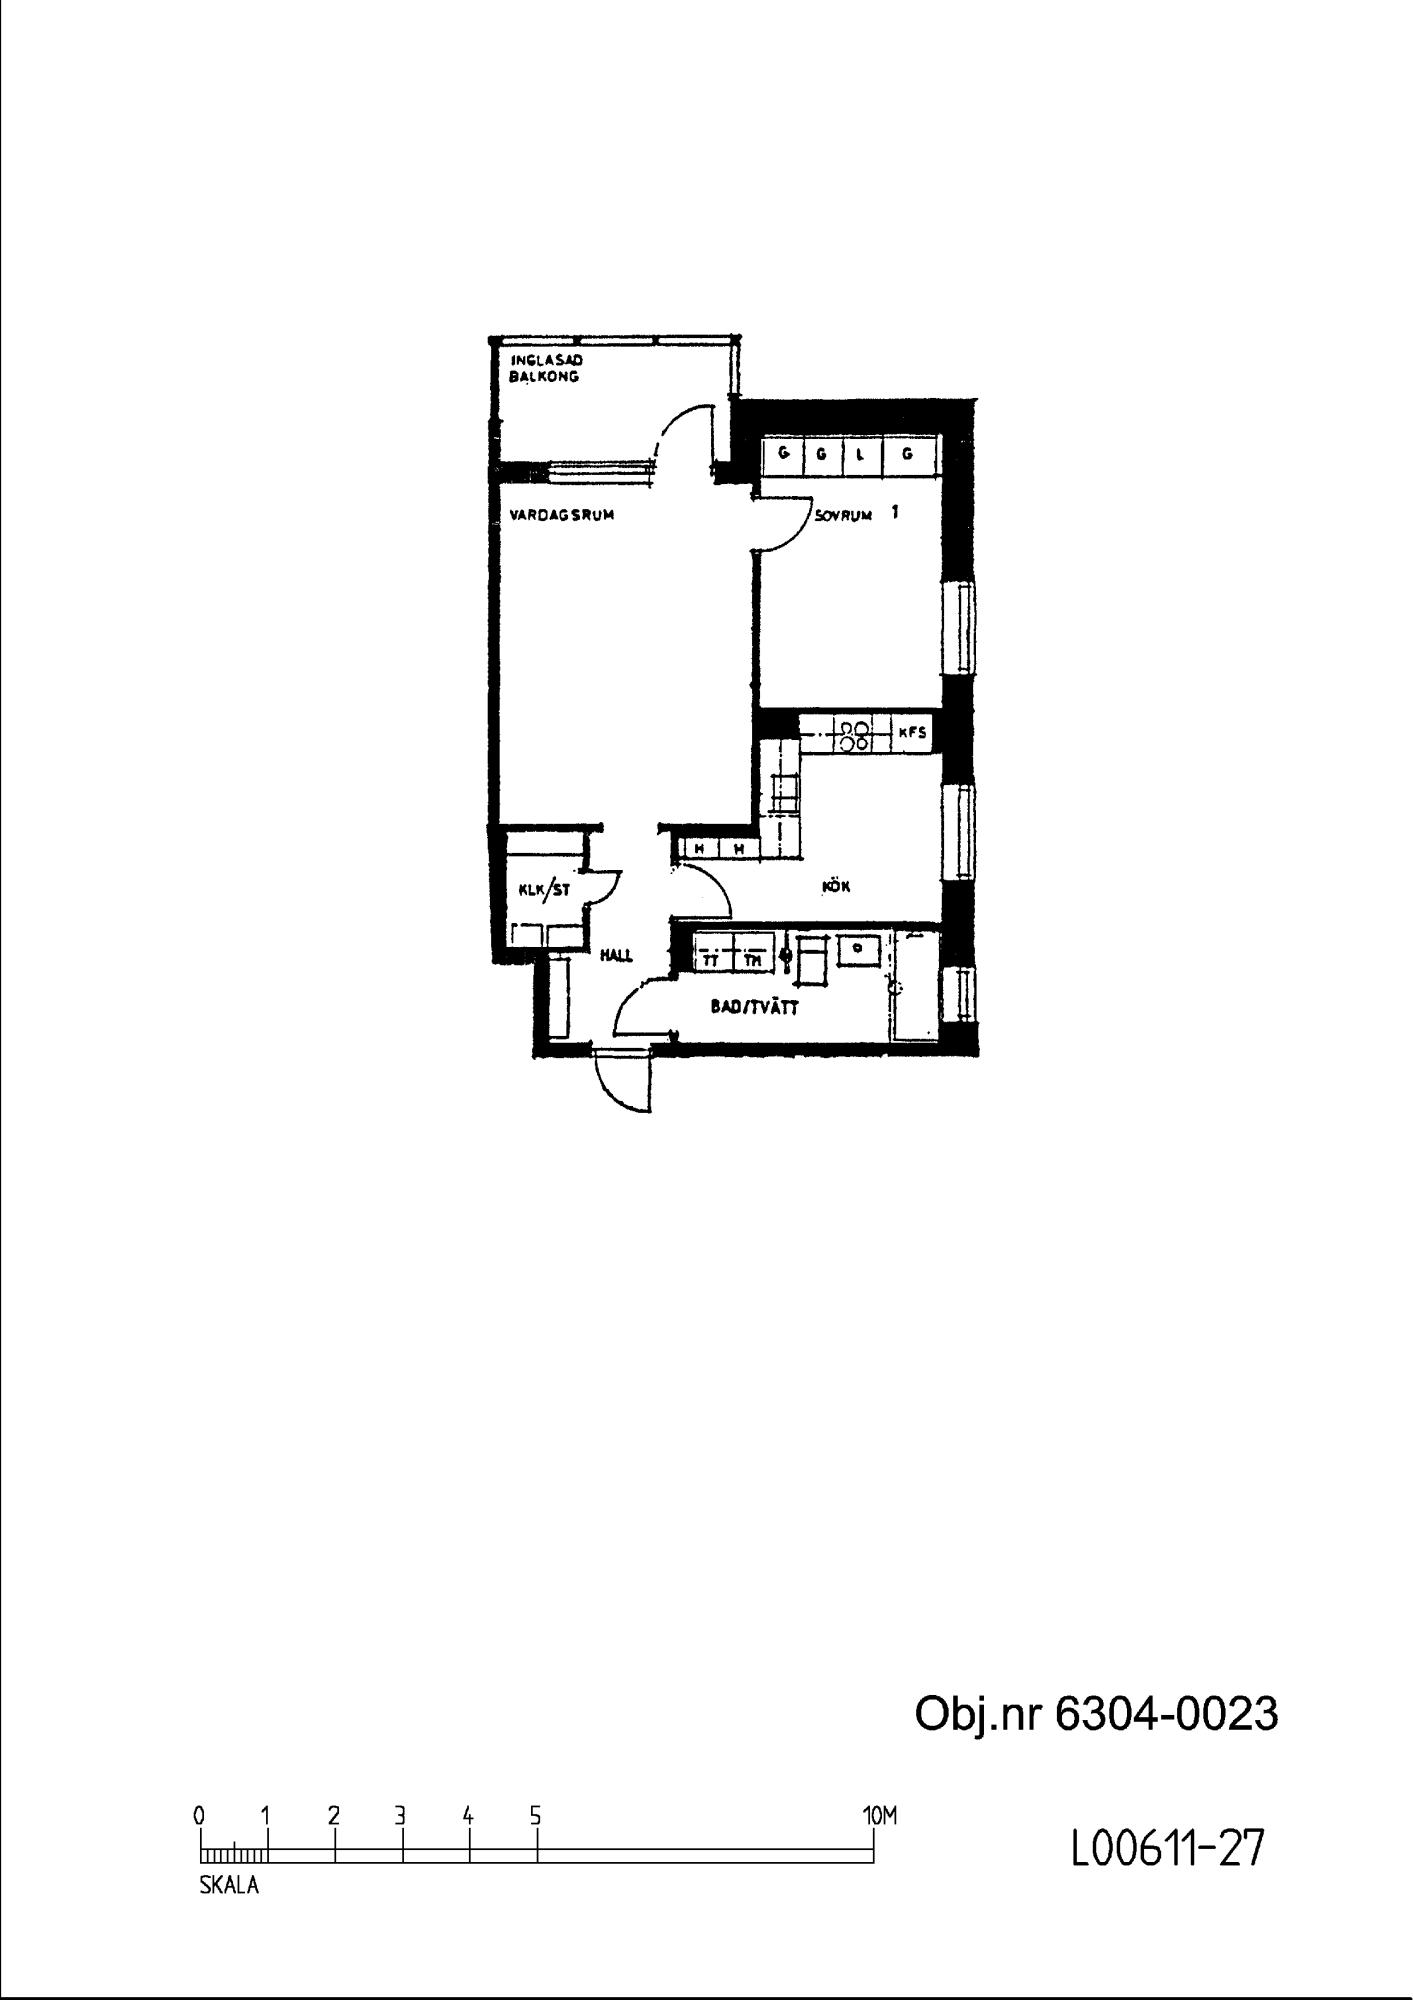 INGLASAD
BALKONG
G G L G
VARDAGSRUM
SOVRUM 1
KFS
H H
KLK/ST
KÖK
HALL
TT TM
BAD/TVÄTT
Obj.nr 6304-0023
0 1 2 3 4 5 10M
SKALA
L00611-27